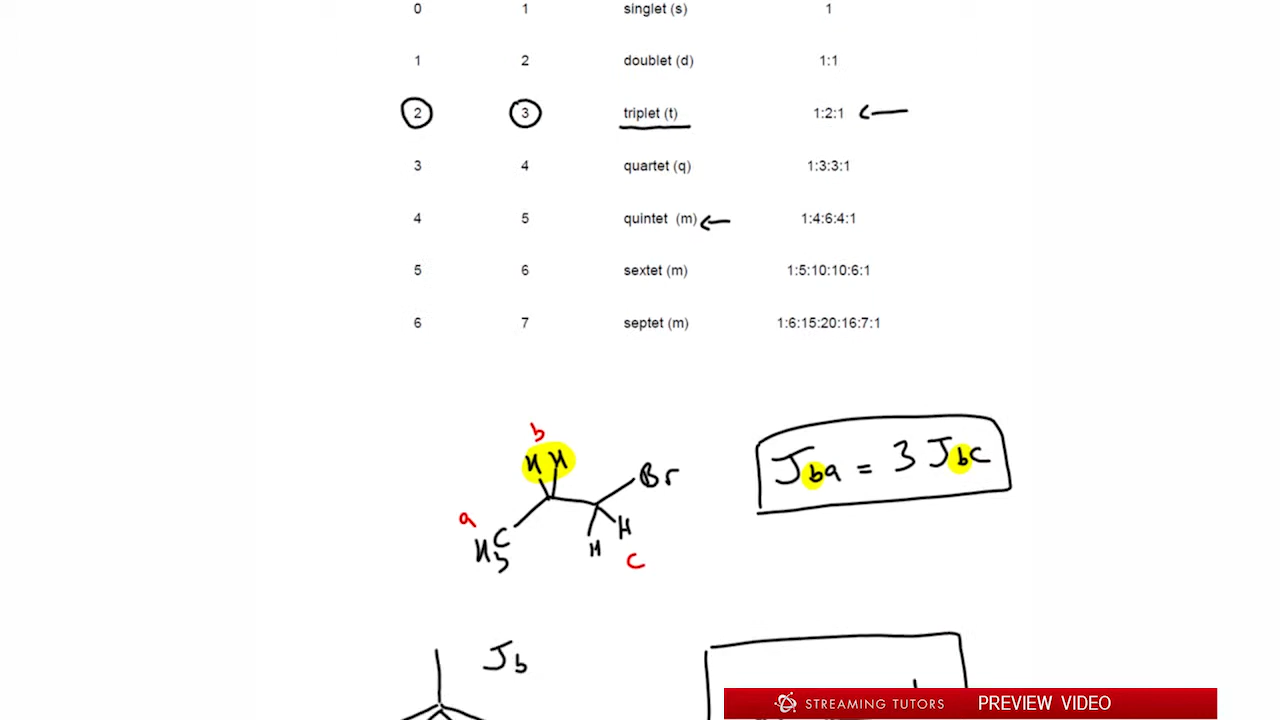 0 1 singlet (s) 1
1 2 doublet (d) 1:1
2 3 triplet (t) 1:2:1
3 4 quartet (q) 1:3:3:1
4 5 quintet (m) 1:4:6:4:1
5 6 sextet (m) 1:5:10:10:6:1
6 7 septet (m) 1:6:15:20:16:7:1
b
H H
Br
Jba = 3 Jbc
a
H3C
H
H
c
Jb
STREAMING TUTORS PREVIEW VIDEO